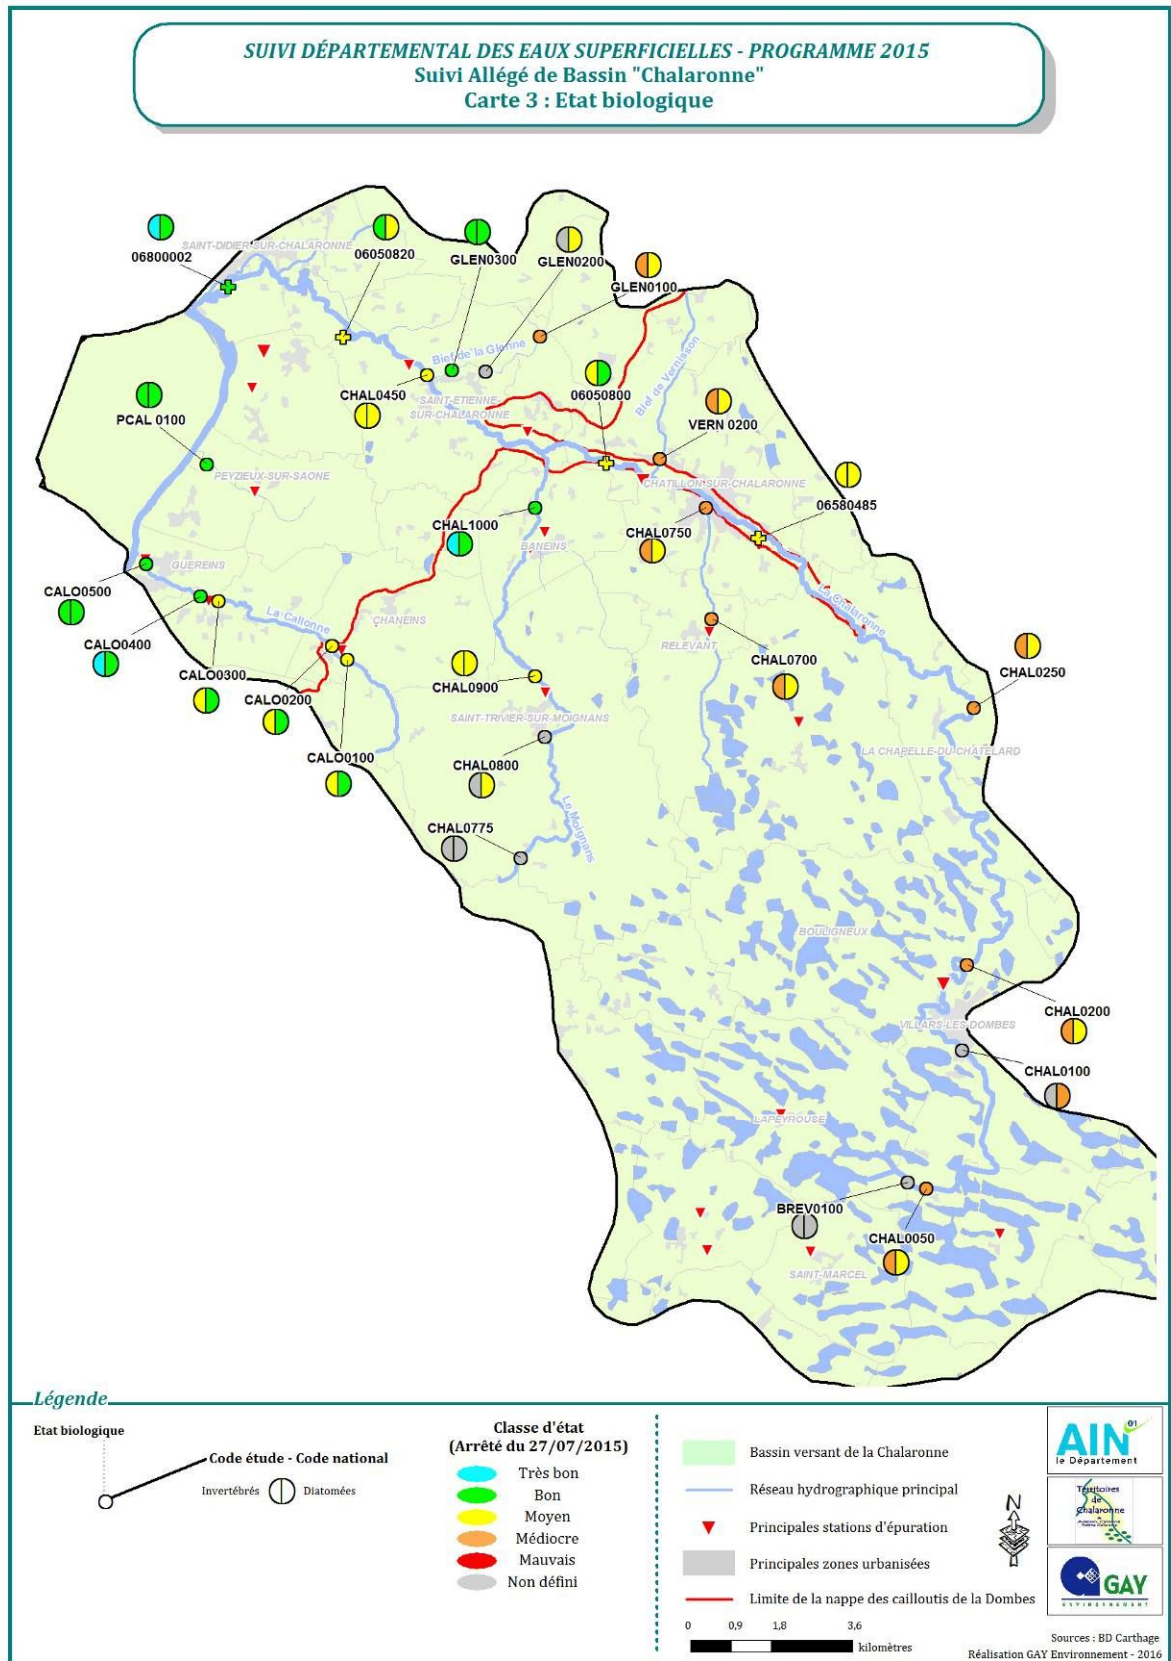 SUIVI DÉPARTEMENTAL DES EAUX SUPERFICIELLES - PROGRAMME 2015
Suivi Allégé de Bassin "Chalaronne"
Carte 3 : Etat biologique
SAINT-DIDIER-SUR-CHALARONNE
06800002
06050820
GLEN0300
GLEN0200
GLEN0100
Bief de la Glenne
Bief de Vernisson
CHAL0450
SAINT-ETIENNE
-SUR-CHALARONNE
06050800
PCAL 0100
VERN 0200
PEYZIEUX-SUR-SAONE
CHATILLON-SUR-CHALARONNE
06580485
CHAL1000
BANEINS
CHAL0750
GUEREINS
CALO0500
La Callonne
CHANEINS
La Chalaronne
CALO0400
RELEVANT
CHAL0700
CHAL0250
CALO0300
CALO0200
CHAL0900
SAINT-TRIVIER-SUR-MOIGNANS
LA CHAPELLE-DU-CHATELARD
CALO0100
CHAL0800
Le Moignans
CHAL0775
BOULIGNEUX
CHAL0200
VILLARS-LES-DOMBES
CHAL0100
LAPEYROUSE
BREV0100
CHAL0050
SAINT-MARCEL
Légende
Etat biologique
Code étude - Code national
Invertébrés
Diatomées
Classe d'état
(Arrêté du 27/07/2015)
Très bon
Bon
Moyen
Médiocre
Mauvais
Non défini
Bassin versant de la Chalaronne
Réseau hydrographique principal
Principales stations d'épuration
Principales zones urbanisées
Limite de la nappe des cailloutis de la Dombes
0 0,9 1,8 3,6
kilomètres
N
AIN 01
le Département
Territoires
de
Chalaronne
GAY
ENVIRONNEMENT
Sources : BD Carthage
Réalisation GAY Environnement - 2016